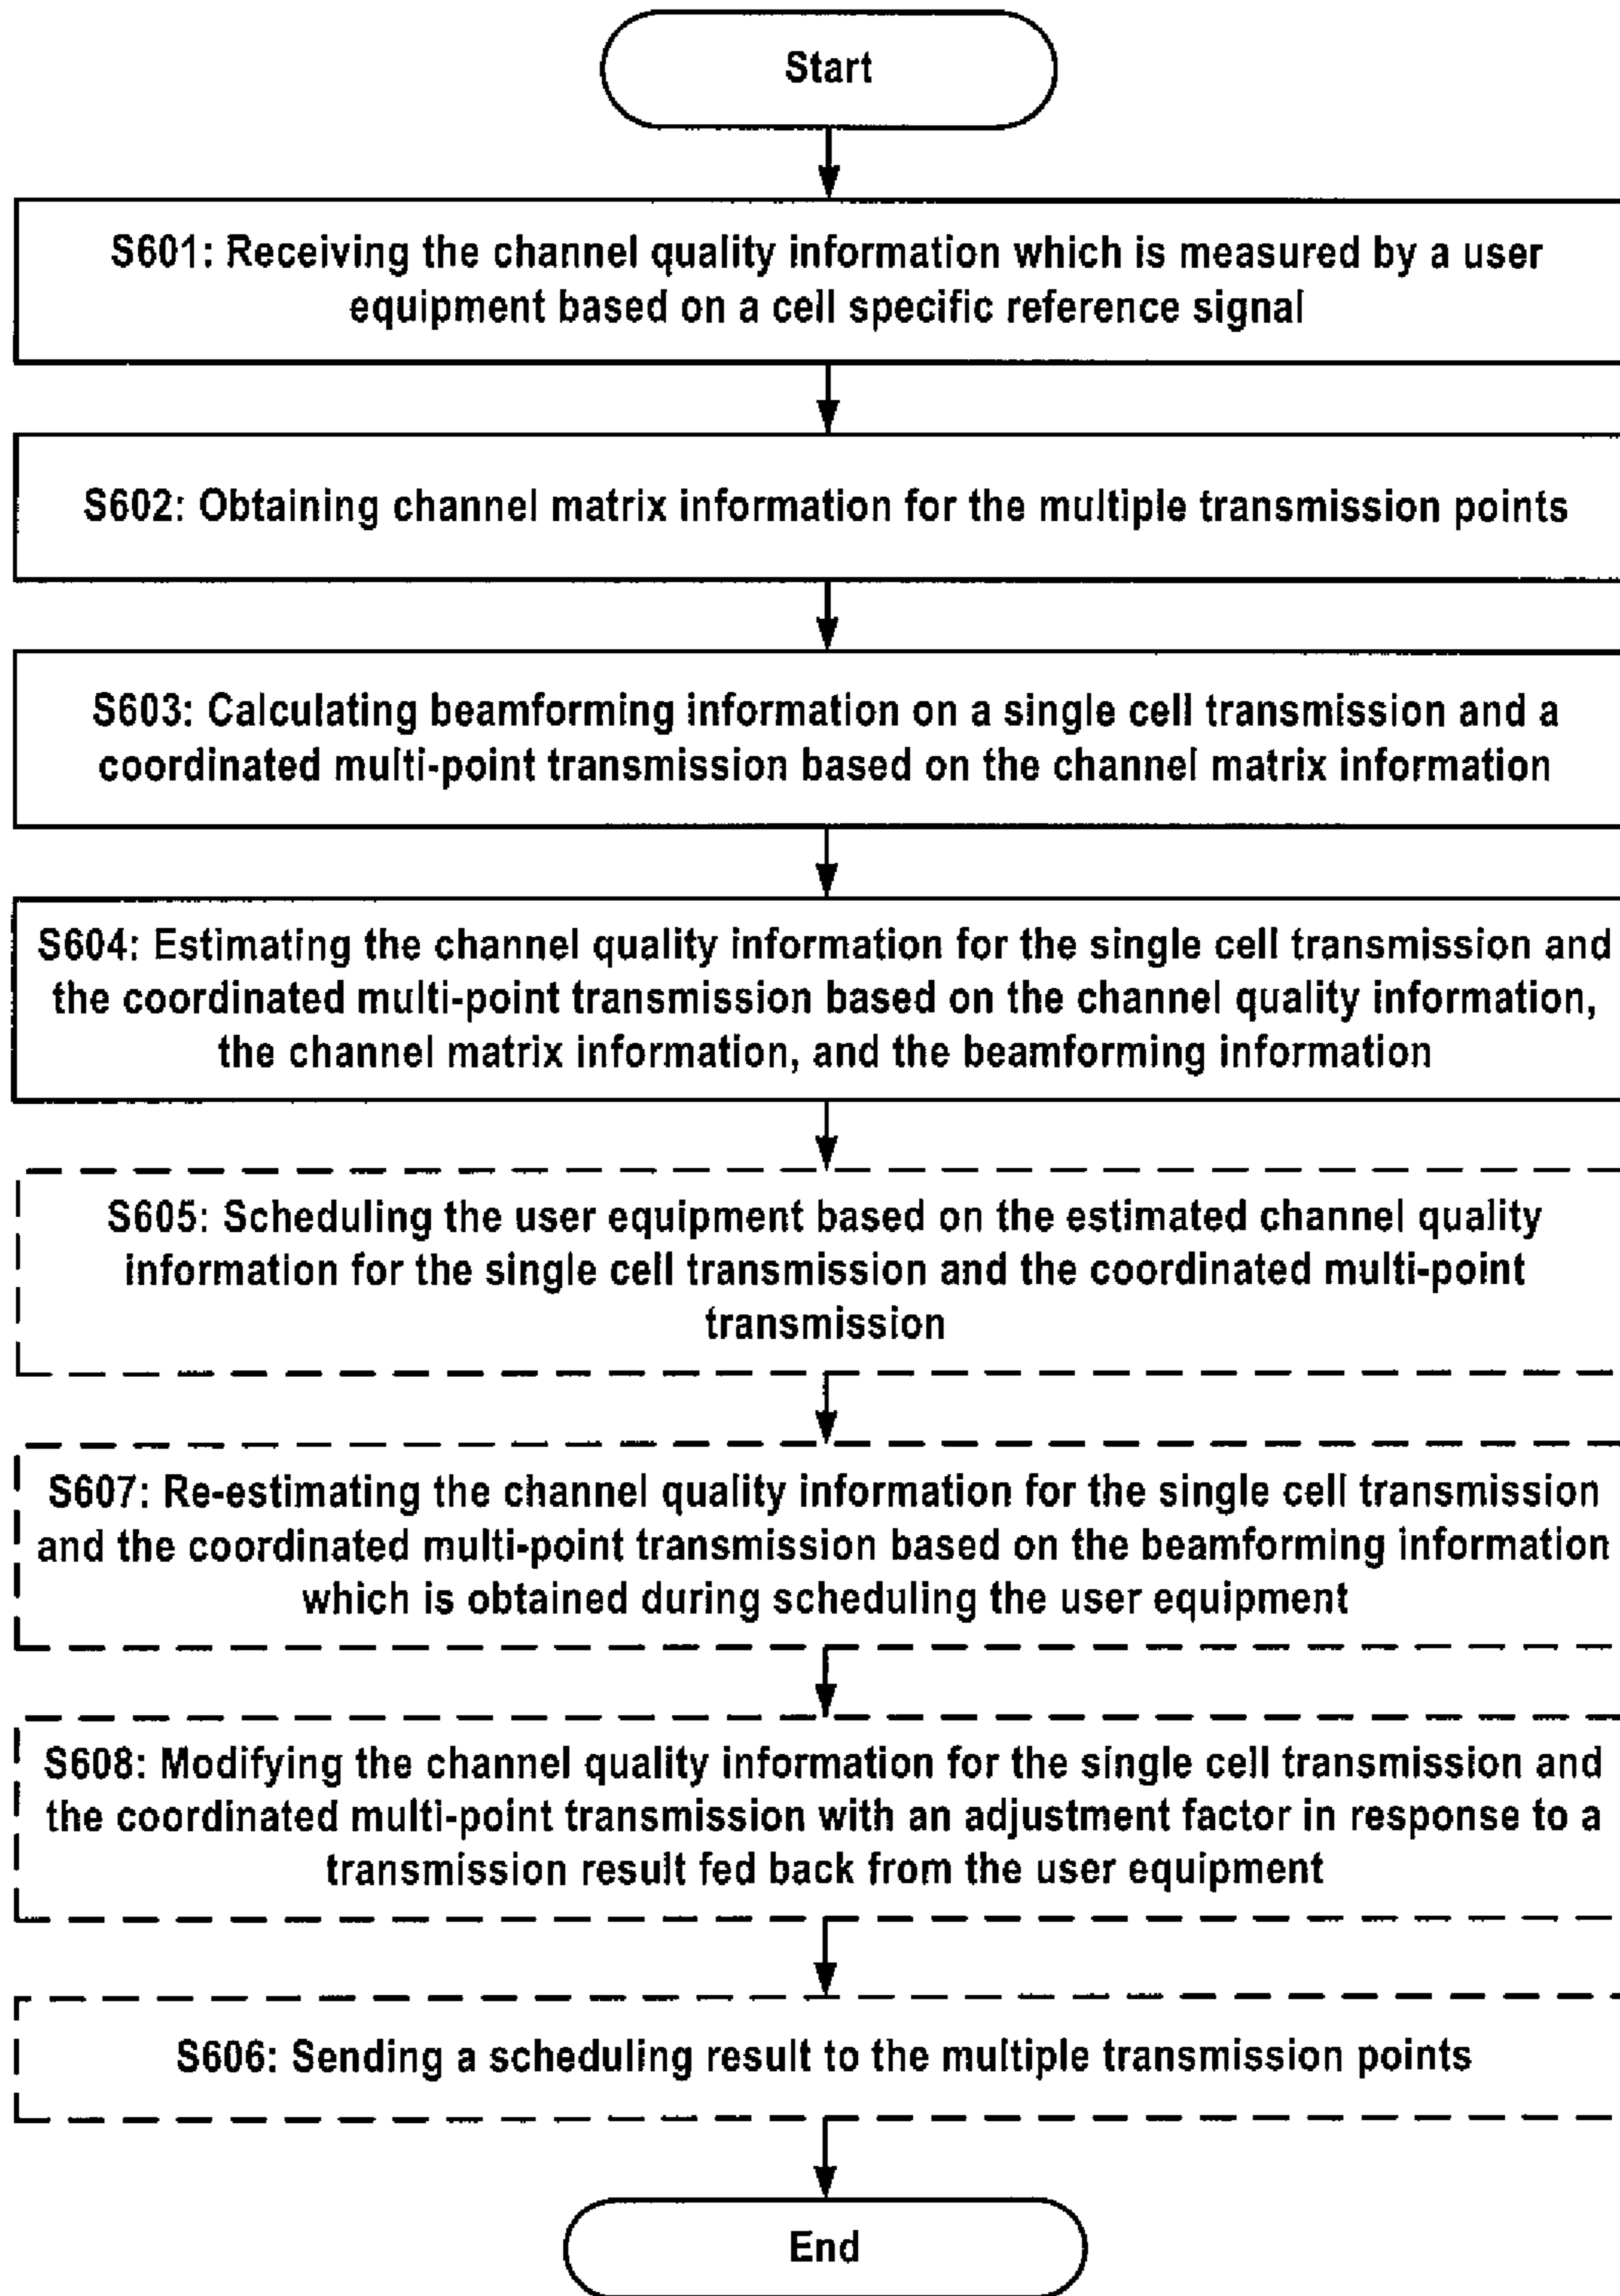 Start
S601: Receiving the channel quality information which is measured by a user
equipment based on a cell specific reference signal
S602: Obtaining channel matrix information for the multiple transmission points
S603: Calculating beamforming information on a single cell transmission and a
coordinated multi-point transmission based on the channel matrix information
S604: Estimating the channel quality information for the single cell transmission and
the coordinated multi-point transmission based on the channel quality information,
the channel matrix information, and the beamforming information
S605: Scheduling the user equipment based on the estimated channel quality
information for the single cell transmission and the coordinated multi-point
transmission
S607: Re-estimating the channel quality information for the single cell transmission
and the coordinated multi-point transmission based on the beamforming information
which is obtained during scheduling the user equipment
S608: Modifying the channel quality information for the single cell transmission and
the coordinated multi-point transmission with an adjustment factor in response to a
transmission result fed back from the user equipment
S606: Sending a scheduling result to the multiple transmission points
End